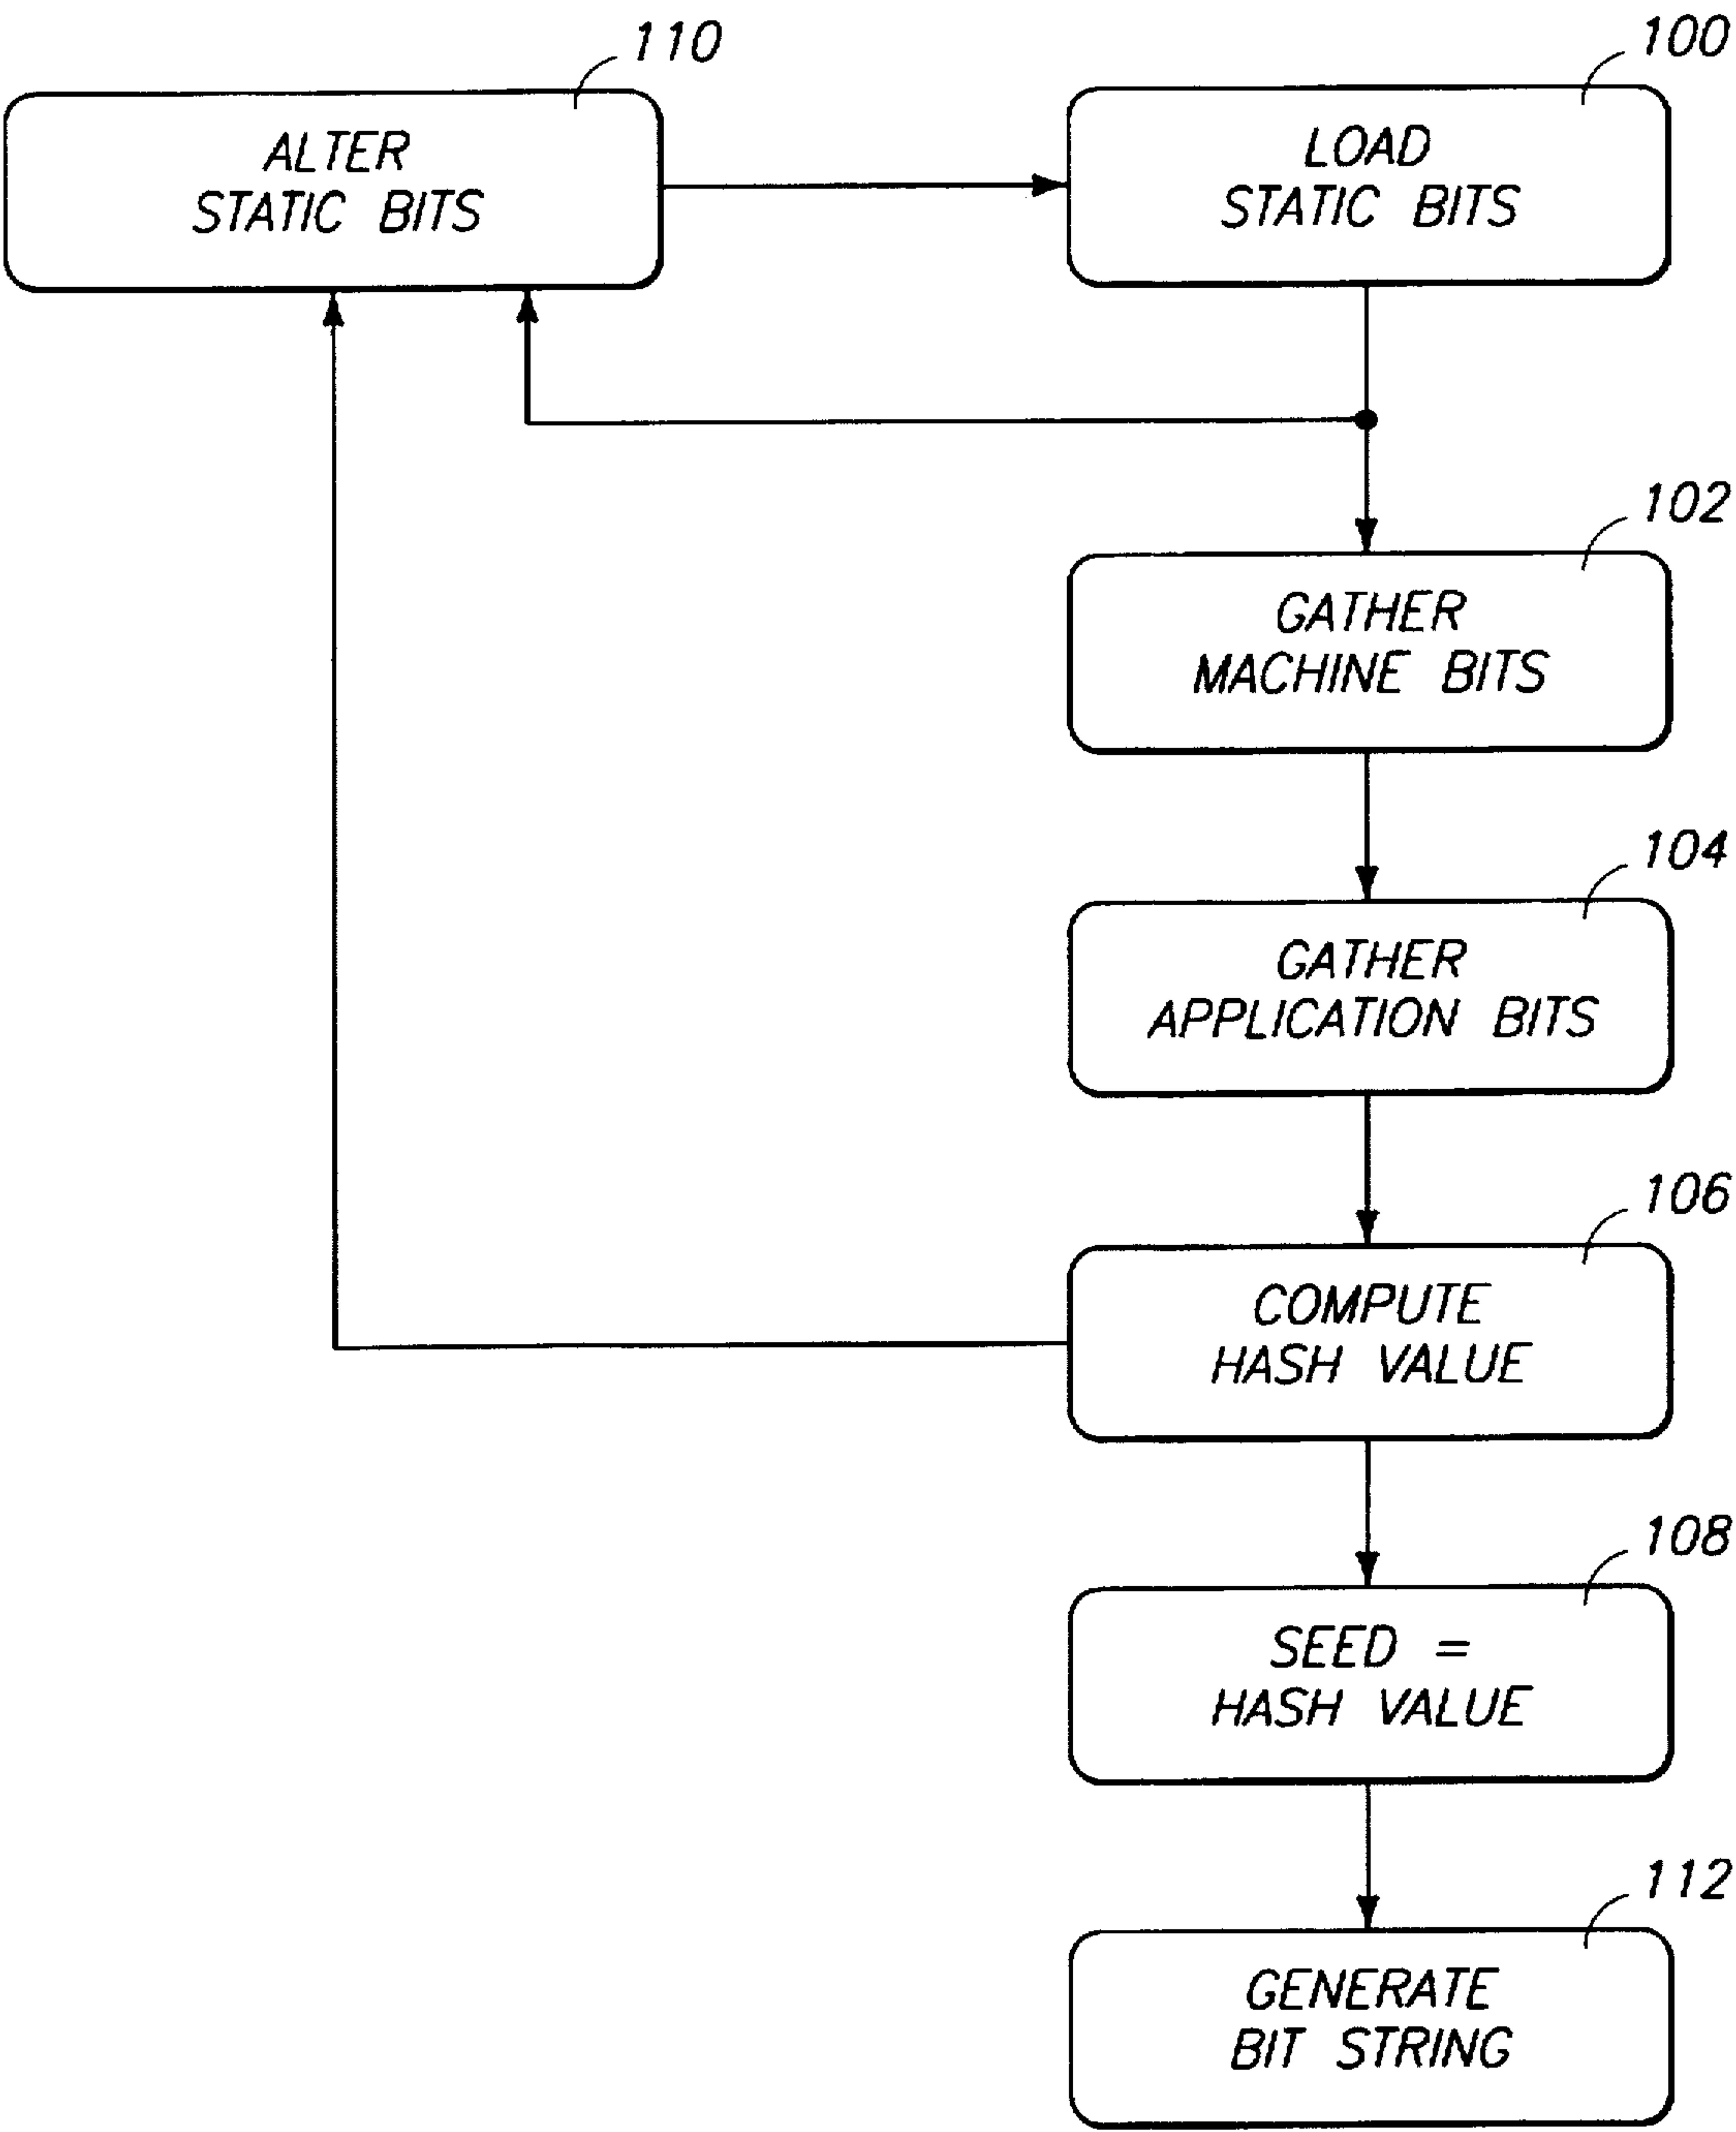 110
ALTER
STATIC BITS
100
LOAD
STATIC BITS
102
GATHER
MACHINE BITS
104
GATHER
APPLICATION BITS
106
COMPUTE
HASH VALUE
108
SEED =
HASH VALUE
112
GENERATE
BIT STRING